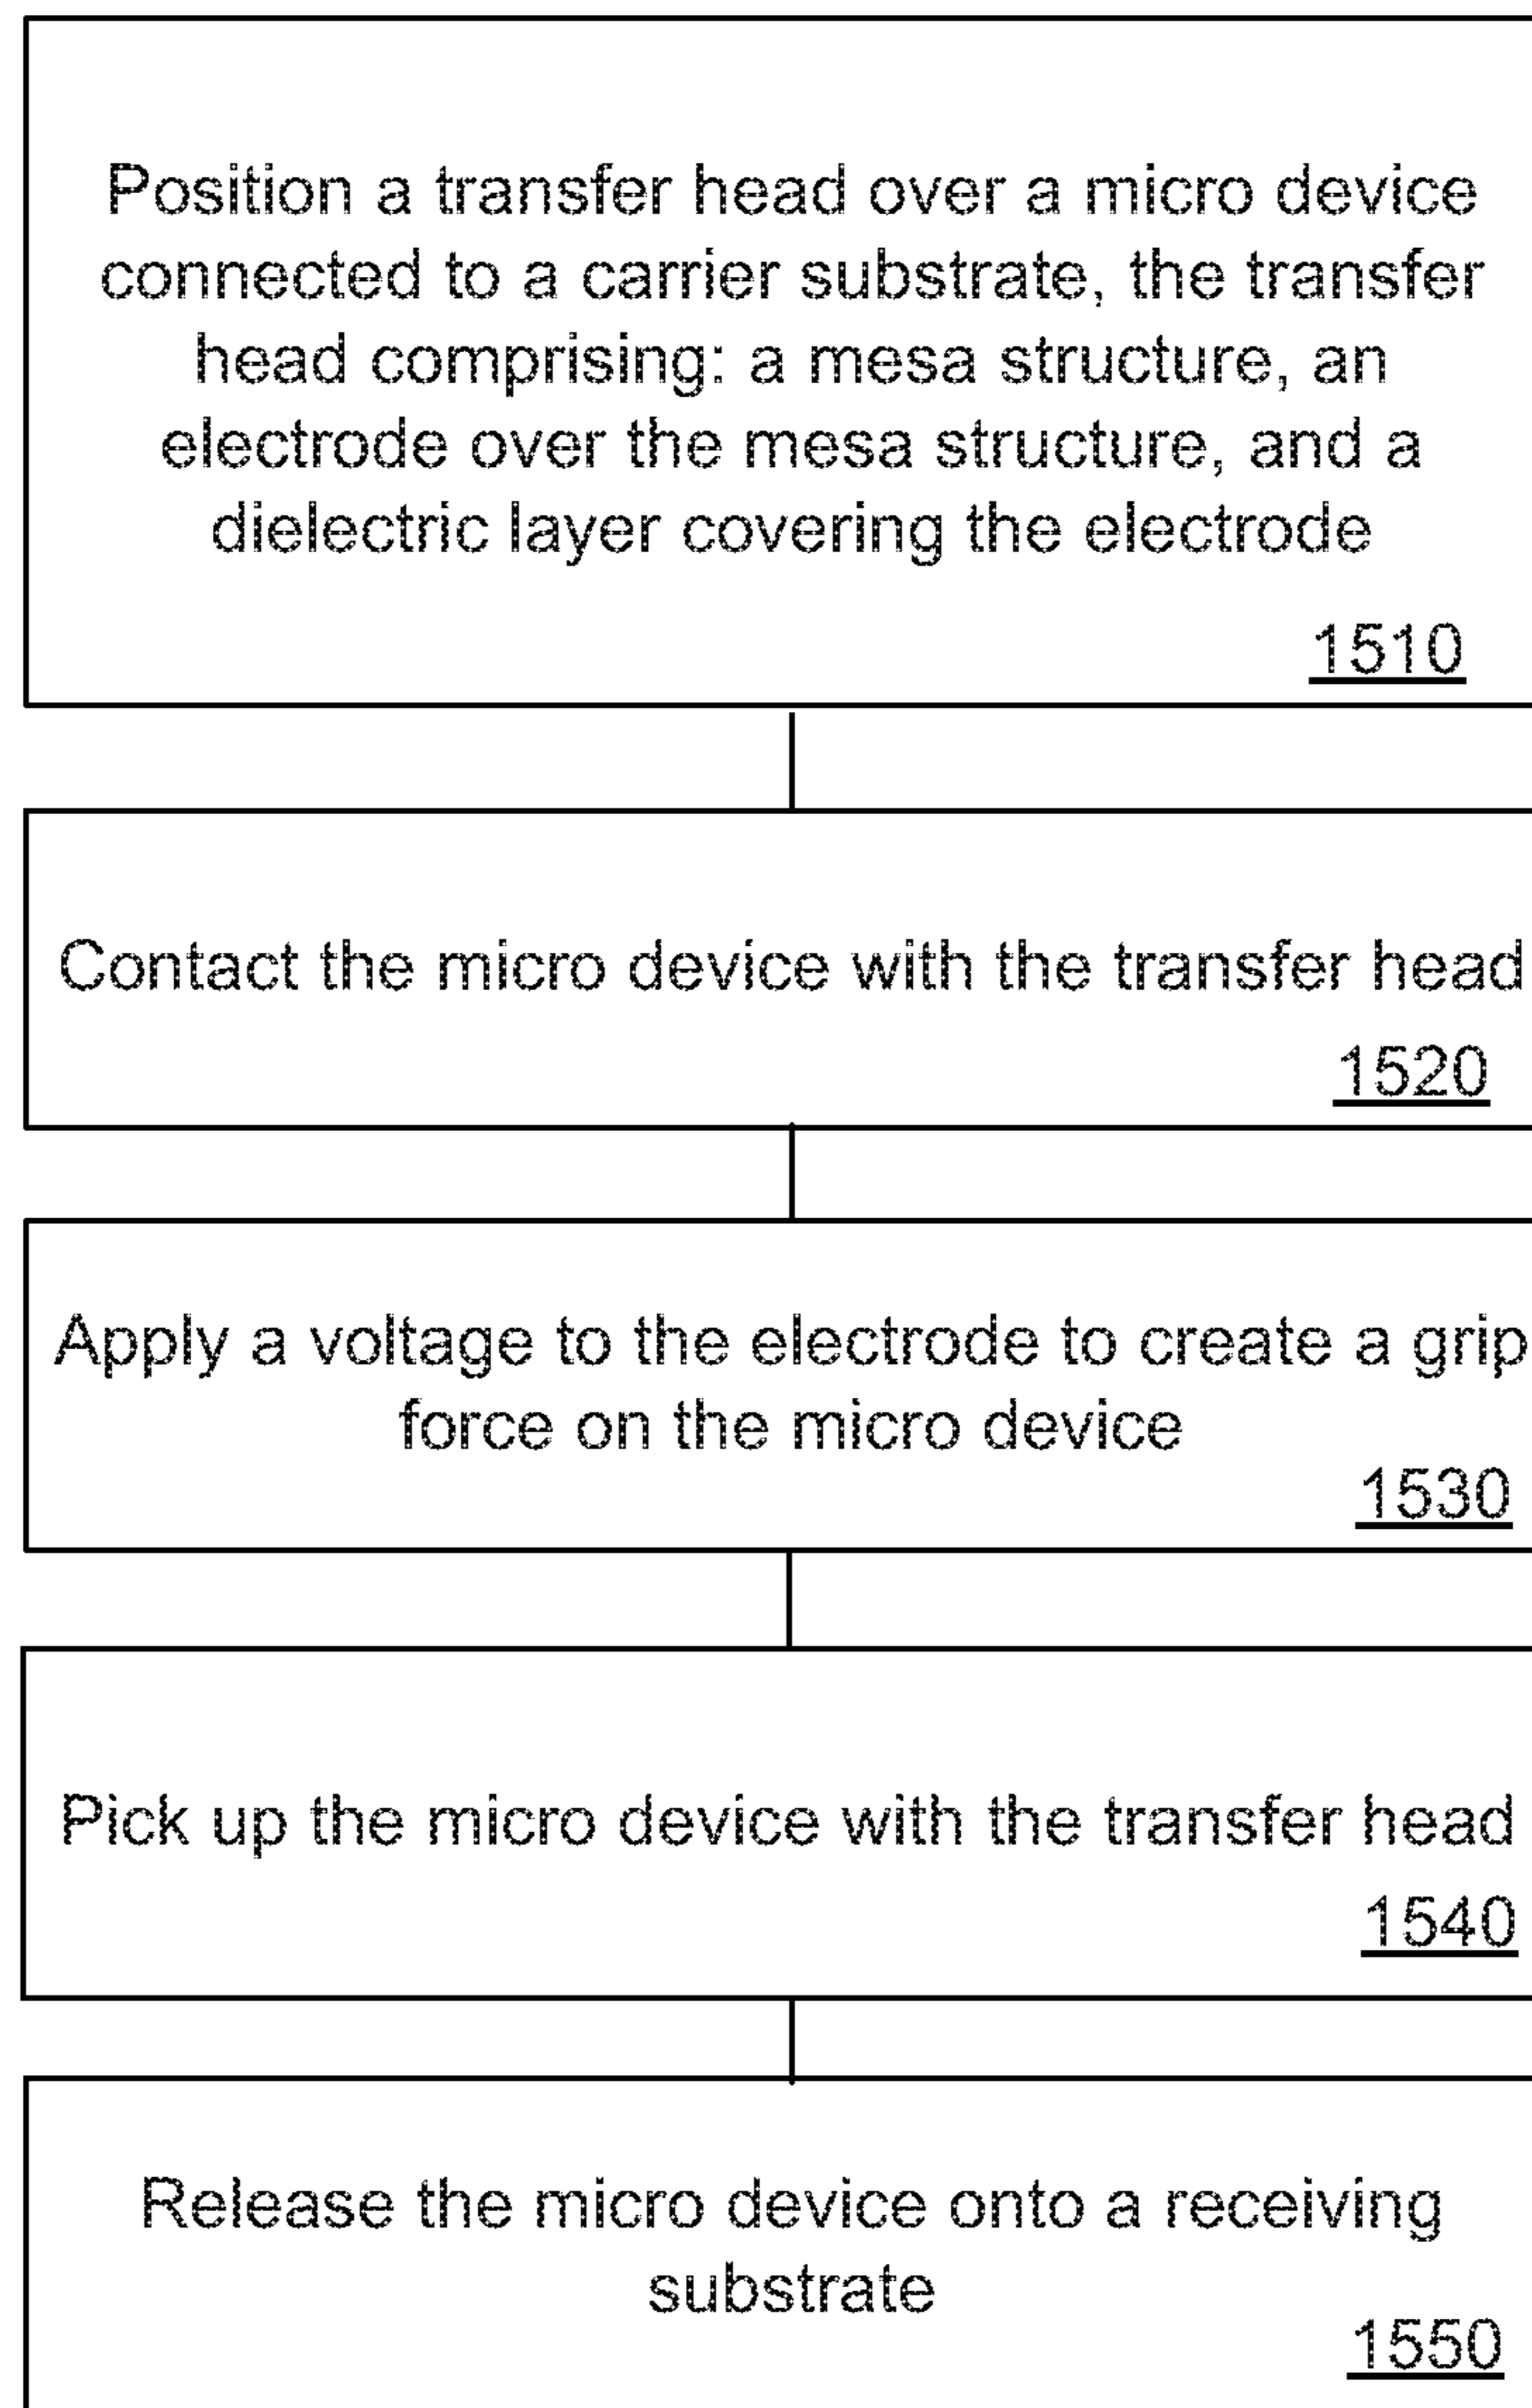 Position a transfer head over a micro device
connected to a carrier substrate, the transfer
head comprising: a mesa structure, an
electrode over the mesa structure, and a
dielectric layer covering the electrode
1510
Contact the micro device with the transfer head
1520
Apply a voltage to the electrode to create a grip
force on the micro device
1530
Pick up the micro device with the transfer head
1540
Release the micro device onto a receiving
substrate
1550